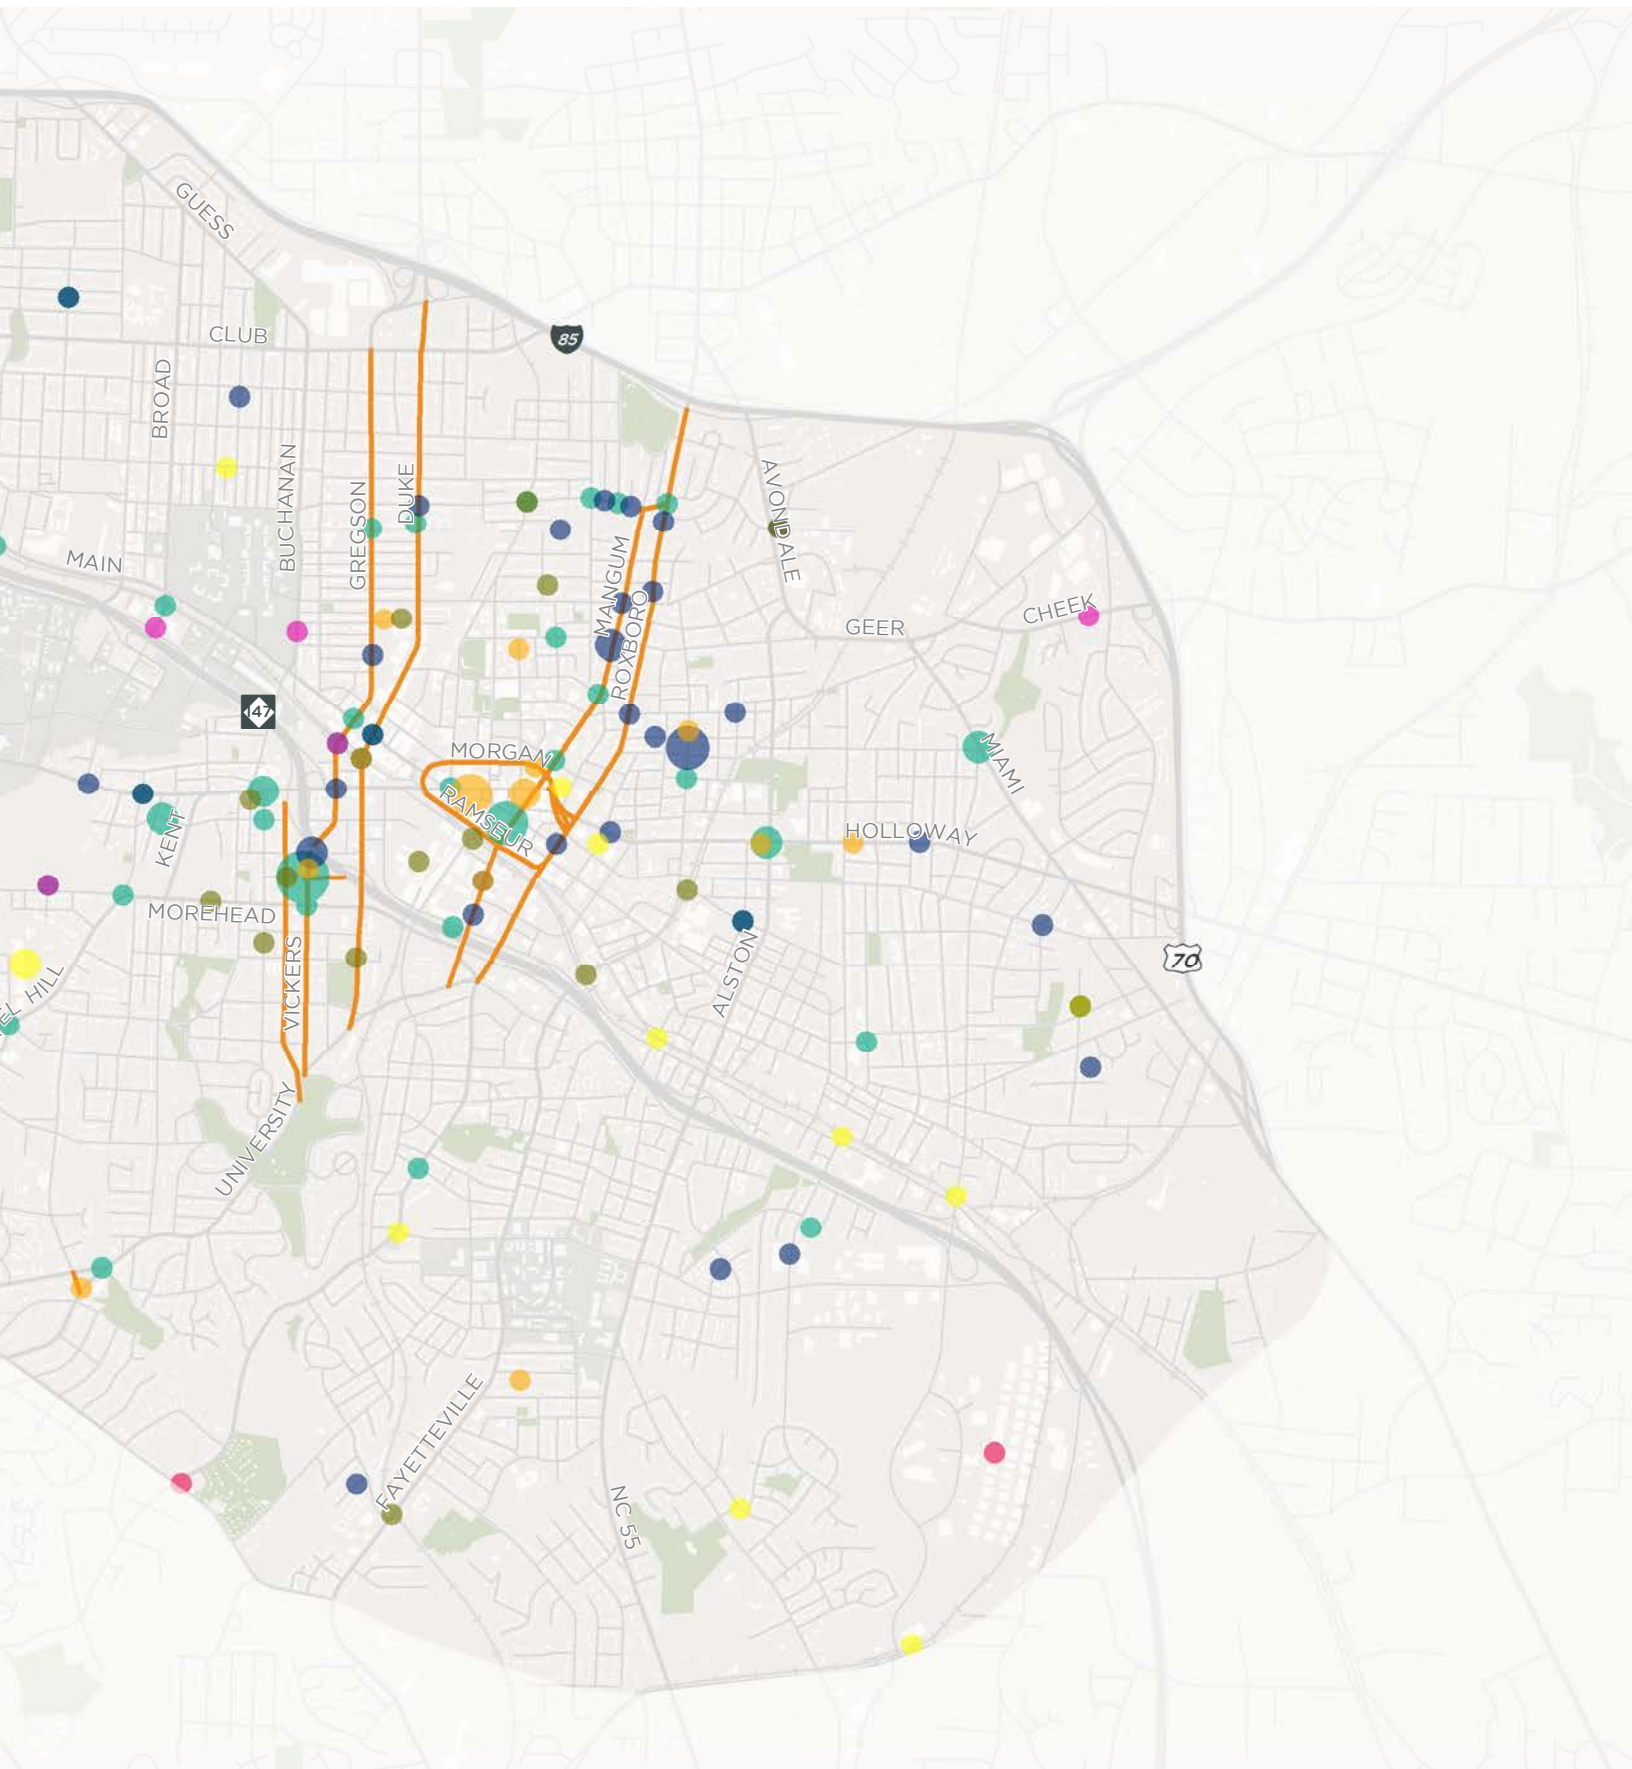 GUESS
CLUB
85
BROAD
BUCHANAN
GREGSON
DUKE
MAIN
MANGUM
ROXBORO
AVONDALE
CHEEK
GEER
147
MORGAN
RAMSEUR
MIAMI
KENT
HOLLOWAY
MOREHEAD
VICKERS
EL HILL
ALSTON
70
UNIVERSITY
FAYETTEVILLE
NC 55